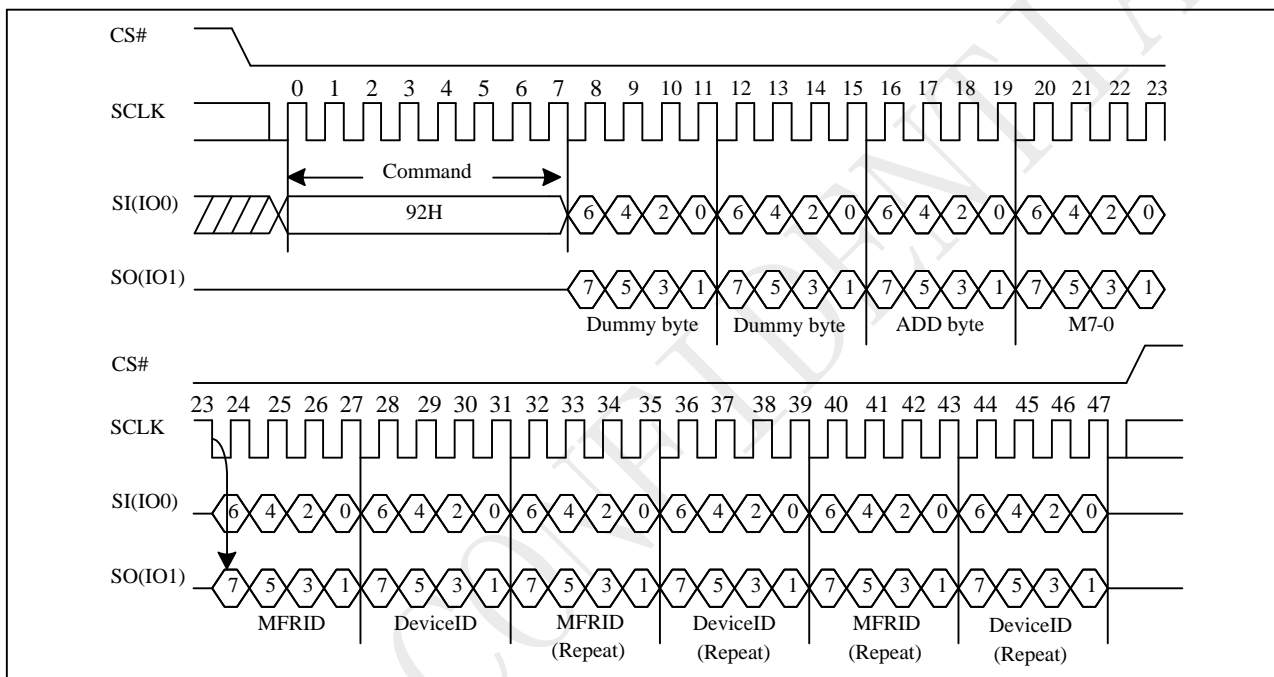 CS#
0 1 2 3 4 5 6 7 8 9 10 11 12 13 14 15 16 17 18 19 20 21 22 23
SCLK
Command
SI(IO0)
92H
6 4 2 0 6 4 2 0 6 4 2 0 6 4 2 0
SO(IO1)
7 5 3 1 7 5 3 1 7 5 3 1 7 5 3 1
Dummy byte Dummy byte ADD byte M7-0
CS#
23 24 25 26 27 28 29 30 31 32 33 34 35 36 37 38 39 40 41 42 43 44 45 46 47
SCLK
SI(IO0)
6 4 2 0 6 4 2 0 6 4 2 0 6 4 2 0 6 4 2 0 6 4 2 0
SO(IO1)
7 5 3 1 7 5 3 1 7 5 3 1 7 5 3 1 7 5 3 1 7 5 3 1
MFRID DeviceID MFRID DeviceID MFRID DeviceID
(Repeat) (Repeat) (Repeat) (Repeat)
CONFIDENTIA